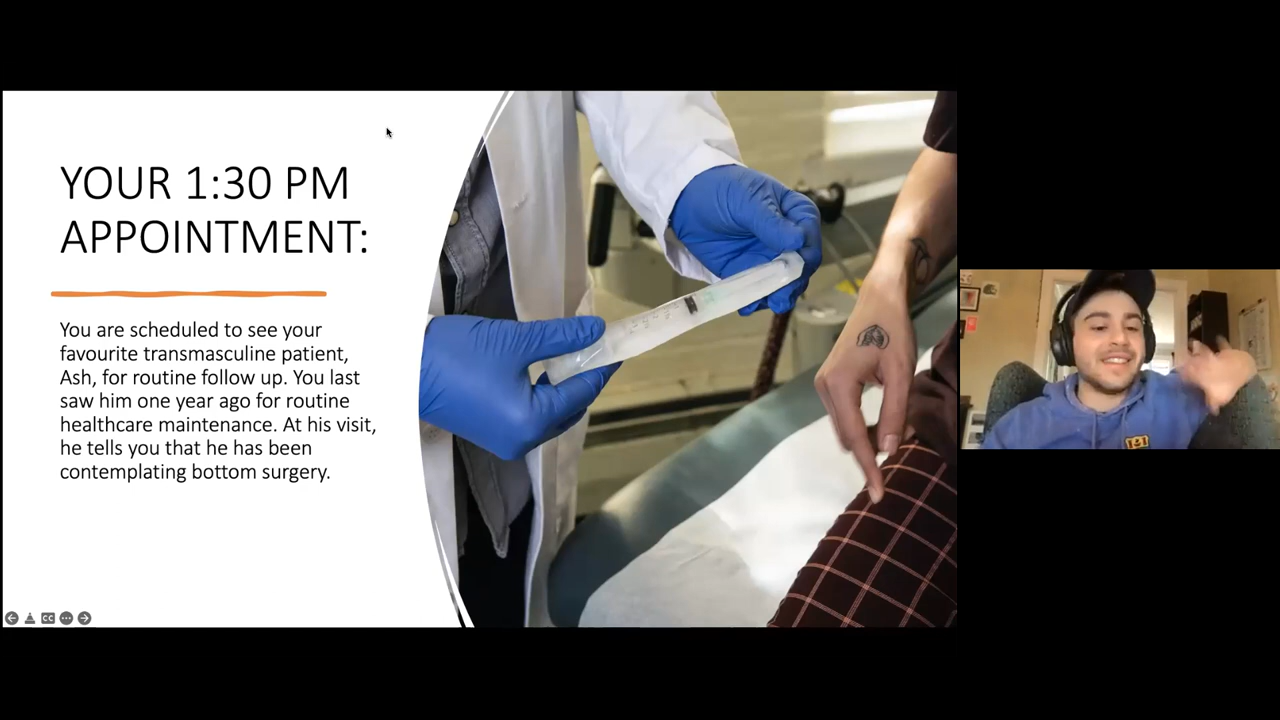 YOUR 1:30 PM
APPOINTMENT:
You are scheduled to see your
favourite transmasculine patient,
Ash, for routine follow up. You last
saw him one year ago for routine
healthcare maintenance. At his visit,
he tells you that he has been
contemplating bottom surgery.
CC